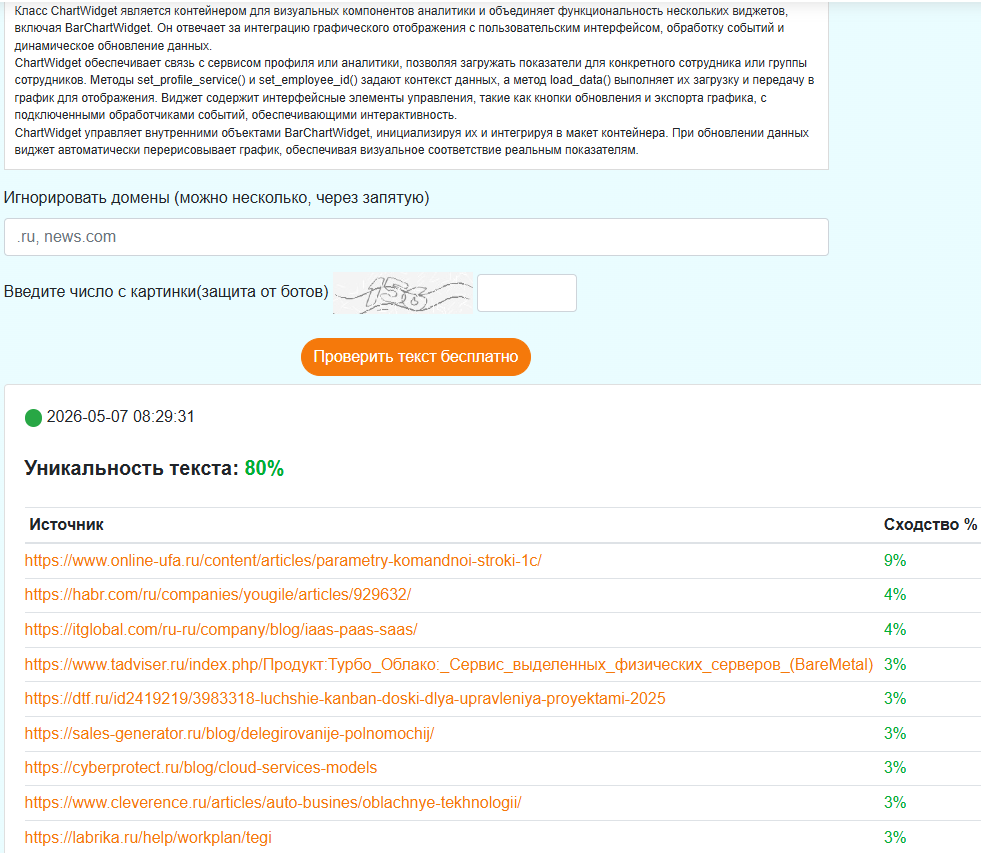 Класс ChartWidget является контейнером для визуальных компонентов аналитики и объединяет функциональность нескольких виджетов,
включая BarChartWidget. Он отвечает за интеграцию графического отображения с пользовательским интерфейсом, обработку событий и
динамическое обновление данных.
ChartWidget обеспечивает связь с сервисом профиля или аналитики, позволяя загружать показатели для конкретного сотрудника или группы
сотрудников. Методы set_profile_service() и set_employee_id() задают контекст данных, а метод load_data() выполняет их загрузку и передачу в
график для отображения. Виджет содержит интерфейсные элементы управления, такие как кнопки обновления и экспорта графика, с
подключенными обработчиками событий, обеспечивающими интерактивность.
ChartWidget управляет внутренними объектами BarChartWidget, инициализируя их и интегрируя в макет контейнера. При обновлении данных
виджет автоматически перерисовывает график, обеспечивая визуальное соответствие реальным показателям.
Игнорировать домены (можно несколько, через запятую)
.ru, news.com
Введите число с картинки(защита от ботов)
Проверить текст бесплатно
2026-05-07 08:29:31
Уникальность текста: 80%
Источник Сходство %
https://www.online-ufa.ru/content/articles/parametry-komandnoi-stroki-1c/ 9%
https://habr.com/ru/companies/yougile/articles/929632/ 4%
https://itglobal.com/ru-ru/company/blog/iaas-paas-saas/ 4%
https://www.tadviser.ru/index.php/Продукт:Турбо_Облако:_Сервис_выделенных_физических_серверов_(BareMetal) 3%
https://dtf.ru/id2419219/3983318-luchshie-kanban-doski-dlya-upravleniya-proyektami-2025 3%
https://sales-generator.ru/blog/delegirovanije-polnomochij/ 3%
https://cyberprotect.ru/blog/cloud-services-models 3%
https://www.cleverence.ru/articles/auto-busines/oblachnye-tekhnologii/ 3%
https://labrika.ru/help/workplan/tegi 3%